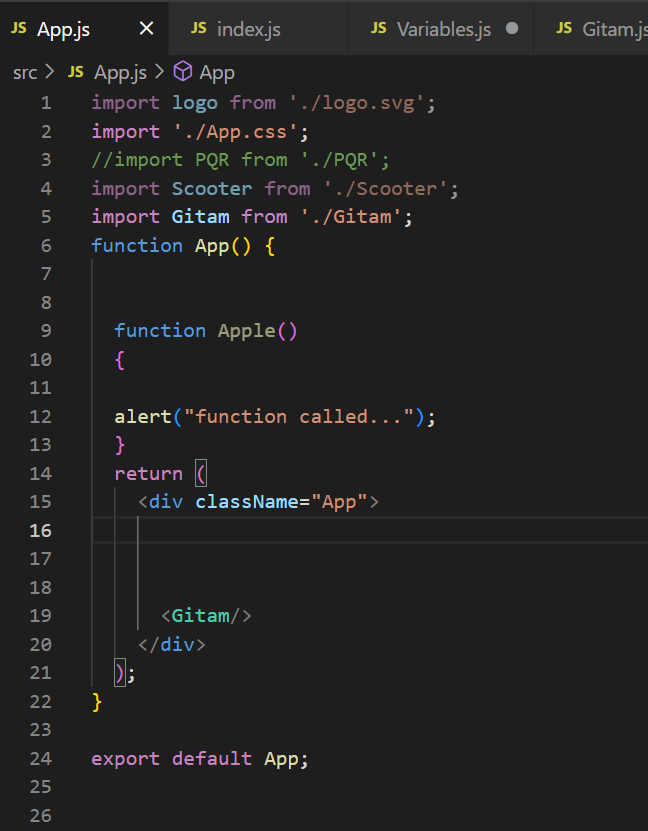 JS App.js × JS index.js JS Variables.js ● JS Gitam.js
src > JS App.js > App
1 import logo from './logo.svg';
2 import './App.css';
3 //import PQR from './PQR';
4 import Scooter from './Scooter';
5 import Gitam from './Gitam';
6 function App() {
7
8
9 function Apple()
10 {
11
12 alert("function called...");
13 }
14 return (
15 <div className="App">
16
17
18
19 <Gitam/>
20 </div>
21 );
22 }
23
24 export default App;
25
26